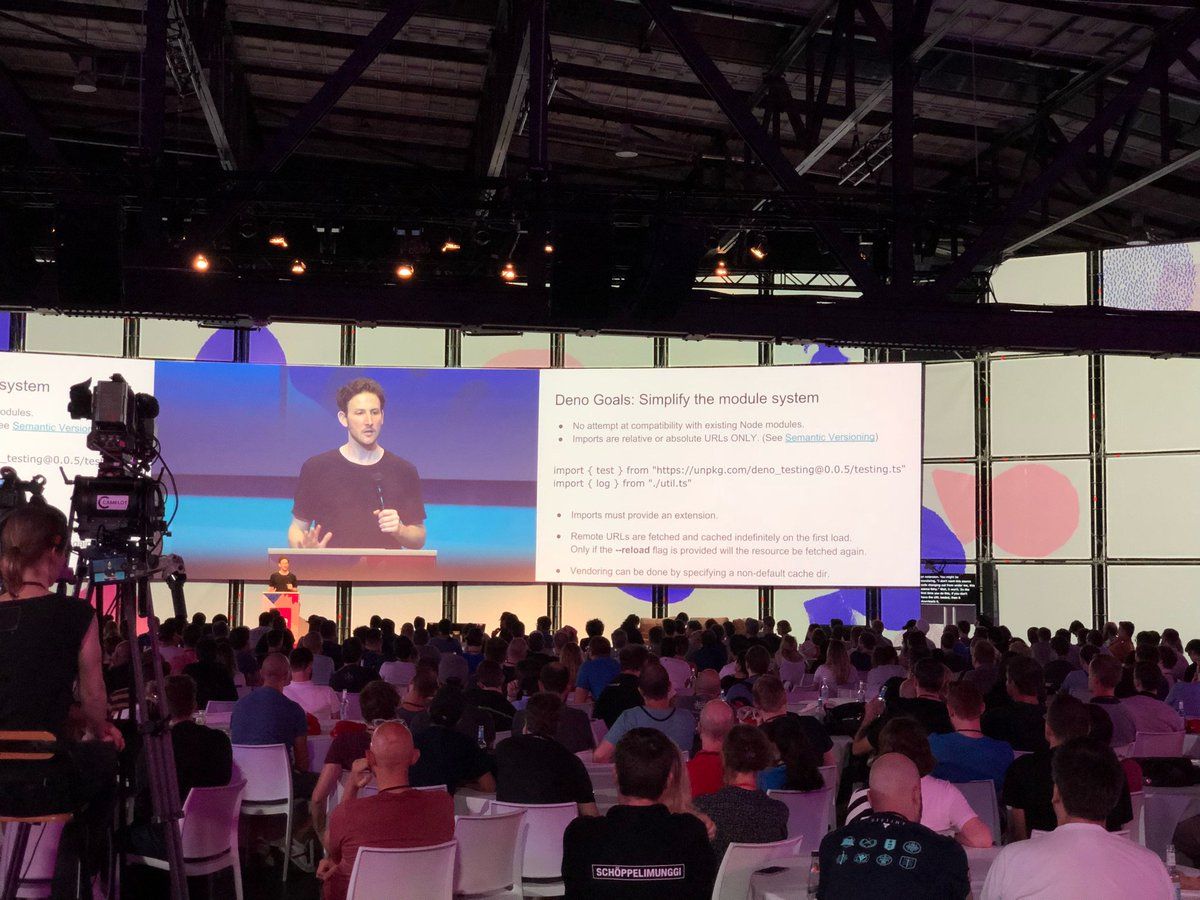 system
odules.
ee Semantic Version
_testing@0.0.5/test
CAMELOT
Deno Goals: Simplify the module system
● No attempt at compatibility with existing Node modules.
● Imports are relative or absolute URLs ONLY. (See Semantic Versioning)
import { test } from "https://unpkg.com/deno_testing@0.0.5/testing.ts"
import { log } from "./util.ts"
● Imports must provide an extension.
● Remote URLs are fetched and cached indefinitely on the first load.
Only if the --reload flag is provided will the resource be fetched again.
● Vendoring can be done by specifying a non-default cache dir.
SCHÖPPELIMUNGGI
DESTINY